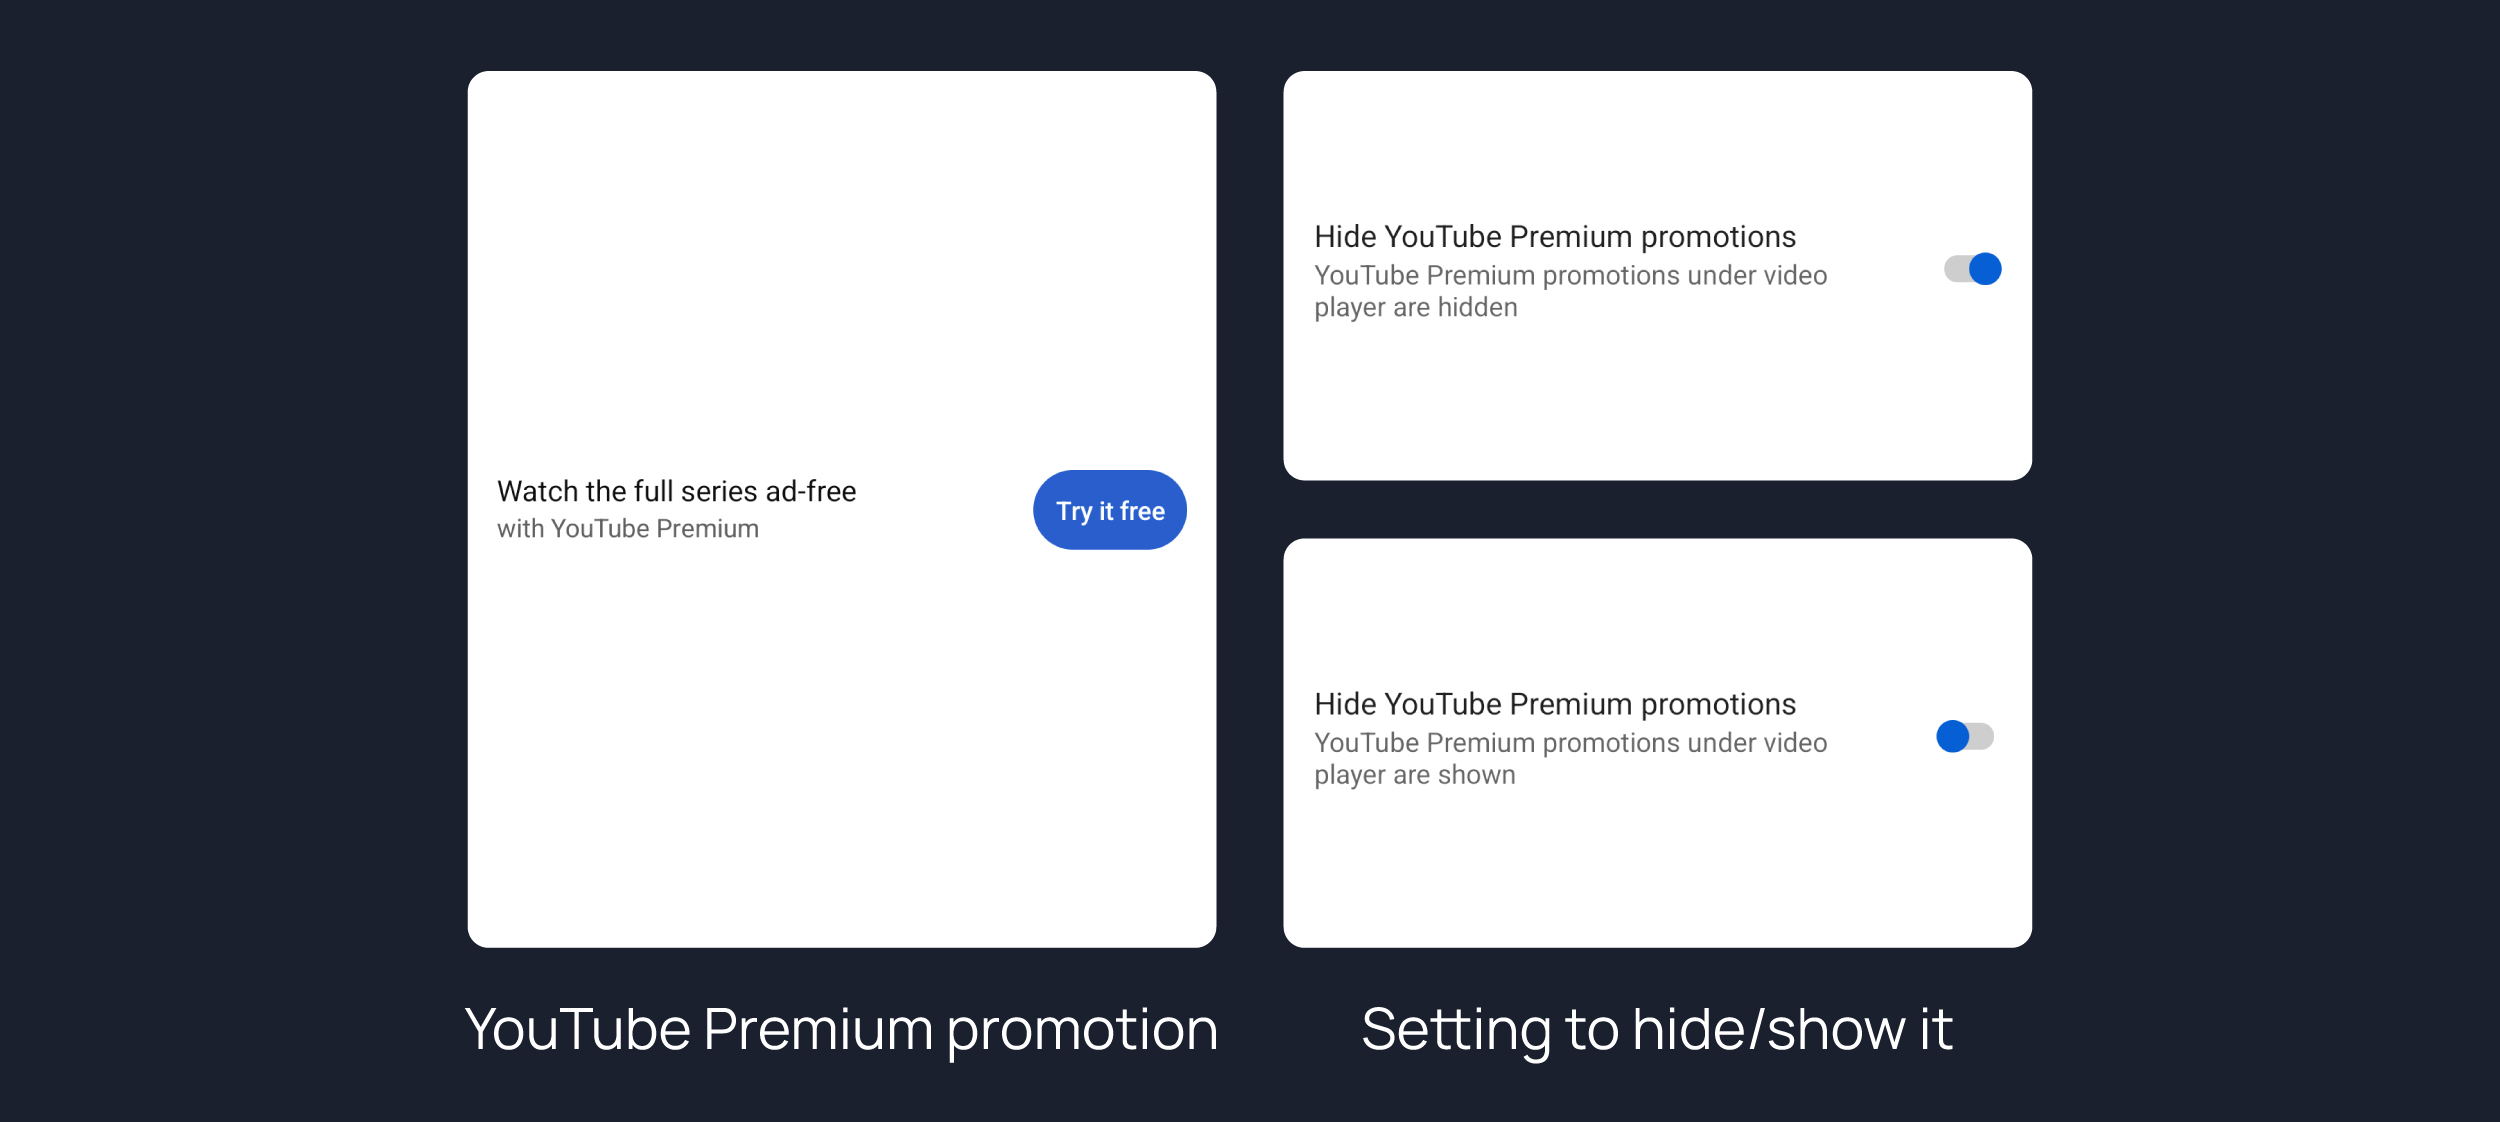 Watch the full series ad-free
with YouTube Premium
Try it free
Hide YouTube Premium promotions
YouTube Premium promotions under video
player are hidden
Hide YouTube Premium promotions
YouTube Premium promotions under video
player are shown
YouTube Premium promotion
Setting to hide/show it